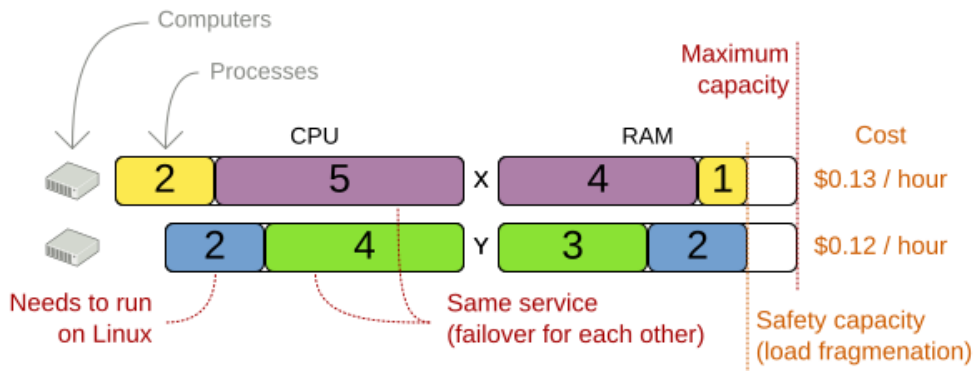 Computers
Processes
Maximum
capacity
CPU
RAM
Cost
2 5 X 4 1 $0.13 / hour
2 4 Y 3 2 $0.12 / hour
Needs to run
on Linux
Same service
(failover for each other)
Safety capacity
(load fragmenation)